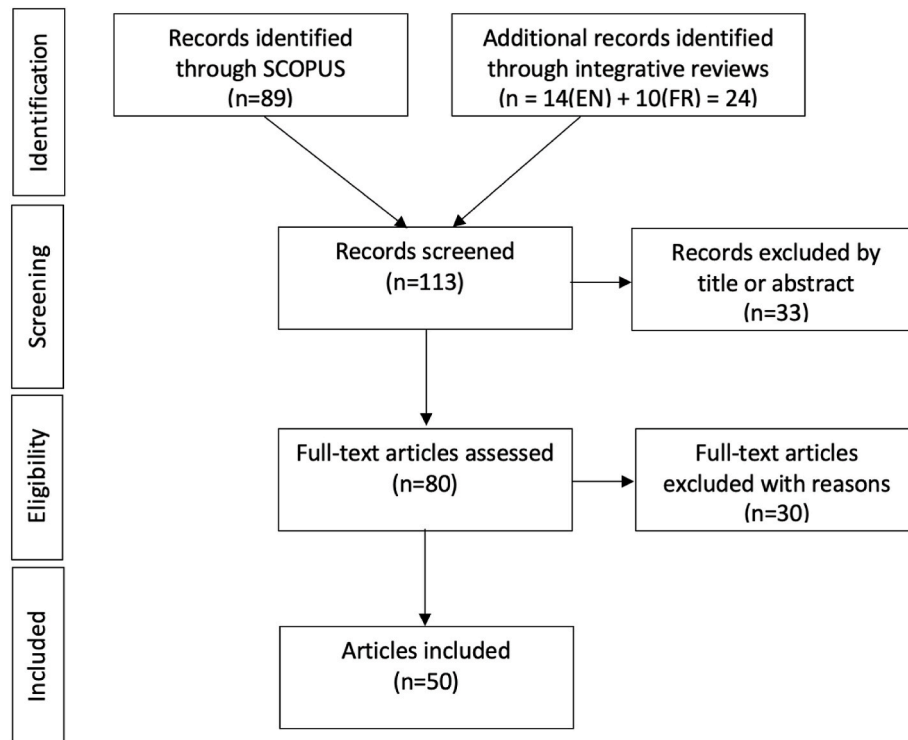 Identification
Records identified
through SCOPUS
(n=89)
Additional records identified
through integrative reviews
(n = 14(EN) + 10(FR) = 24)
Screening
Records screened
(n=113)
Records excluded by
title or abstract
(n=33)
Eligibility
Full-text articles assessed
(n=80)
Full-text articles
excluded with reasons
(n=30)
Included
Articles included
(n=50)